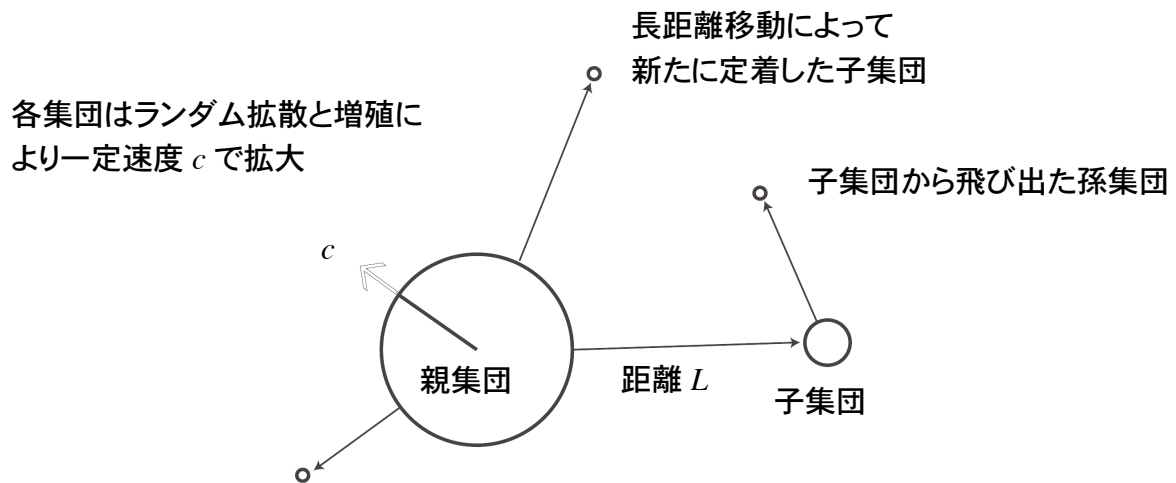 長距離移動によって
新たに定着した子集団
各集団はランダム拡散と増殖に
より一定速度 c で拡大
子集団から飛び出た孫集団
c
親集団
距離 L
子集団